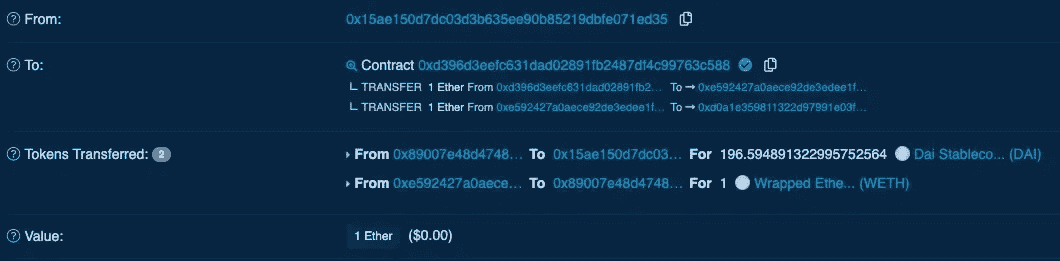 From: 0x15ae150d7dc03d3b635ee90b85219dbfe071ed35
To: Contract 0xd396d3eefc631dad02891fb2487df4c99763c588
TRANSFER 1 Ether From 0xd396d3eefc631dad02891fb2... To → 0xe592427a0aece92de3edee1f...
TRANSFER 1 Ether From 0xe592427a0aece92de3edee1f... To → 0xd0a1e359811322d97991e03f...
Tokens Transferred: 2 From 0x89007e48d4748... To 0x15ae150d7dc03... For 196.594891322995752564 Dai Stableco... (DAI)
From 0xe592427a0aece... To 0x89007e48d4748... For 1 Wrapped Ethe... (WETH)
Value: 1 Ether ($0.00)